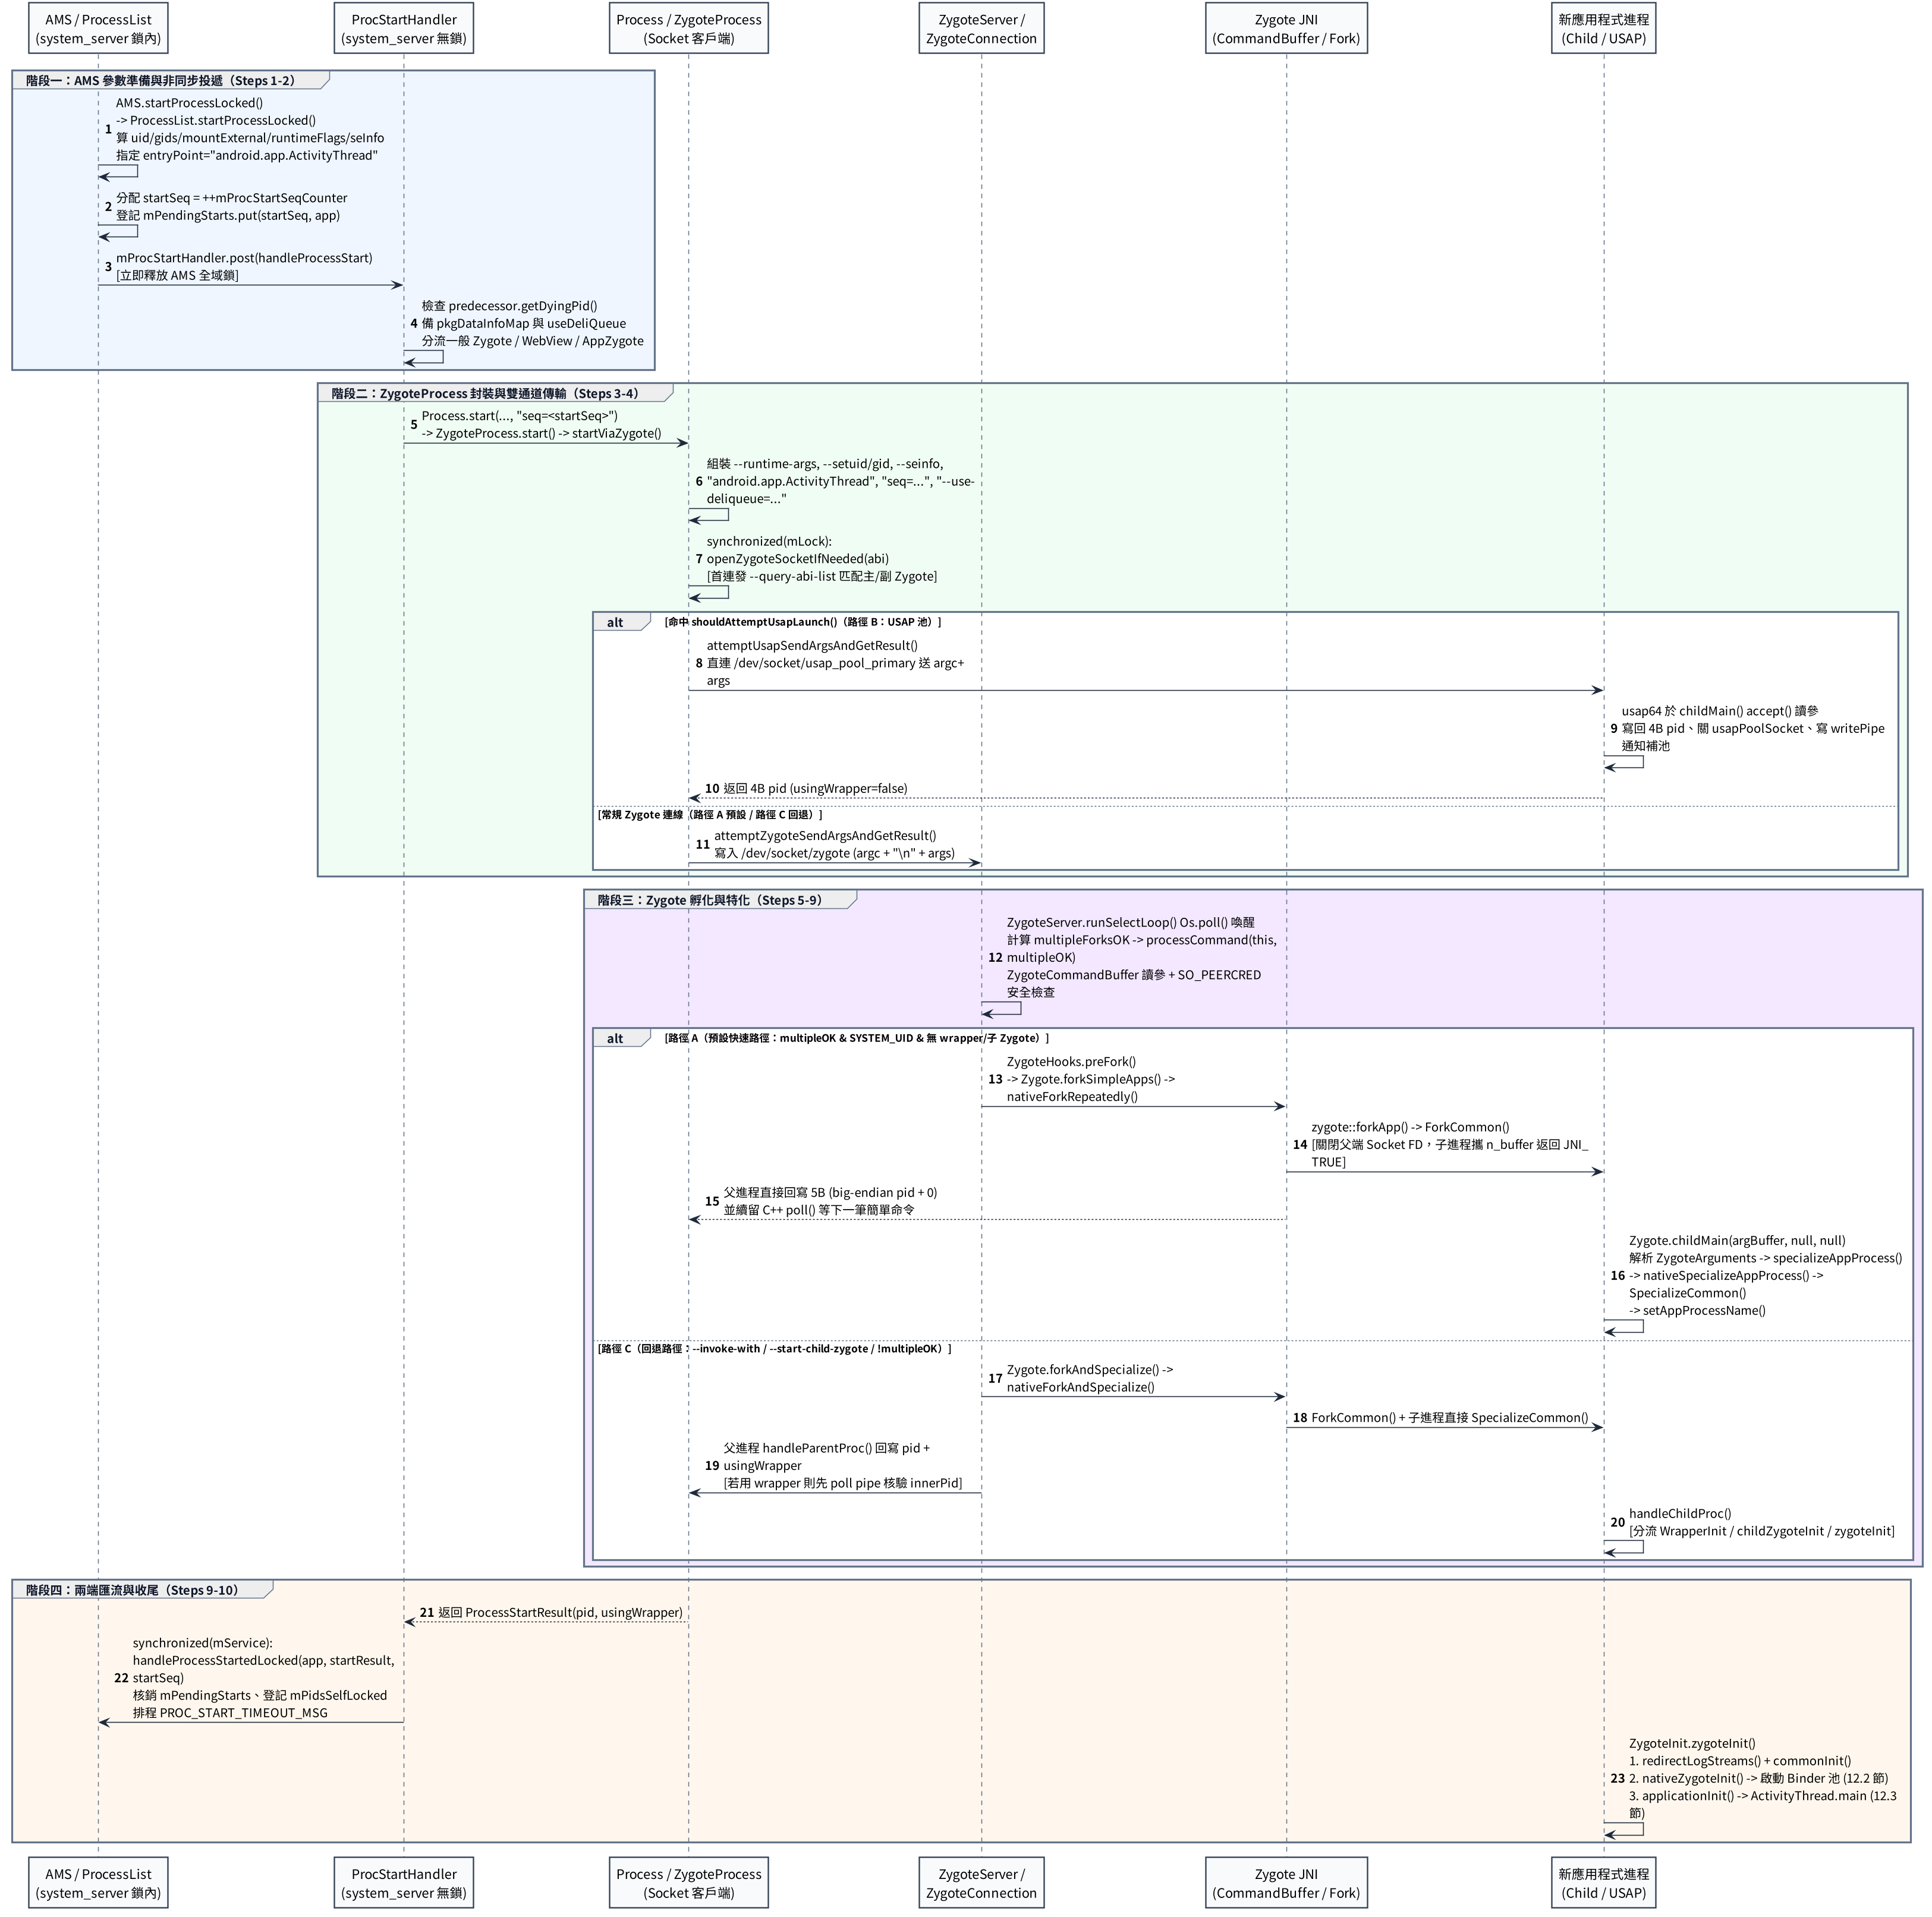 AMS / ProcessList
(system_server 鎖內)
ProcStartHandler
(system_server 無鎖)
Process / ZygoteProcess
(Socket 客戶端)
ZygoteServer /
ZygoteConnection
Zygote JNI
(CommandBuffer / Fork)
新應用程式進程
(Child / USAP)
階段一：AMS 參數準備與非同步投遞（Steps 1-2）
1
AMS.startProcessLocked()
-> ProcessList.startProcessLocked()
算 uid/gids/mountExternal/runtimeFlags/seInfo
指定 entryPoint="android.app.ActivityThread"
2
分配 startSeq = ++mProcStartSeqCounter
登記 mPendingStarts.put(startSeq, app)
3
mProcStartHandler.post(handleProcessStart)
[立即釋放 AMS 全域鎖]
4
檢查 predecessor.getDyingPid()
備 pkgDataInfoMap 與 useDeliQueue
分流一般 Zygote / WebView / AppZygote
階段二：ZygoteProcess 封裝與雙通道傳輸（Steps 3-4）
5
Process.start(..., "seq=<startSeq>")
-> ZygoteProcess.start() -> startViaZygote()
6
組裝 --runtime-args, --setuid/gid, --seinfo,
"android.app.ActivityThread", "seq=...", "--use-
deliqueue=..."
7
synchronized(mLock):
openZygoteSocketIfNeeded(abi)
[首連發 --query-abi-list 匹配主/副 Zygote]
alt
[命中 shouldAttemptUsapLaunch()（路徑 B：USAP 池）]
8
attemptUsapSendArgsAndGetResult()
直連 /dev/socket/usap_pool_primary 送 argc+
args
9
usap64 於 childMain() accept() 讀參
寫回 4B pid、關 usapPoolSocket、寫 writePipe
通知補池
10 返回 4B pid (usingWrapper=false)
[常規 Zygote 連線（路徑 A 預設 / 路徑 C 回退）]
11
attemptZygoteSendArgsAndGetResult()
寫入 /dev/socket/zygote (argc + "\n" + args)
階段三：Zygote 孵化與特化（Steps 5-9）
12
ZygoteServer.runSelectLoop() Os.poll() 喚醒
計算 multipleForksOK -> processCommand(this,
multipleOK)
ZygoteCommandBuffer 讀參 + SO_PEERCRED
安全檢查
alt
[路徑 A（預設快速路徑：multipleOK & SYSTEM_UID & 無 wrapper/子 Zygote）]
13
ZygoteHooks.preFork()
-> Zygote.forkSimpleApps() ->
nativeForkRepeatedly()
14
zygote::forkApp() -> ForkCommon()
[關閉父端 Socket FD，子進程攜 n_buffer 返回 JNI_
TRUE]
15
父進程直接回寫 5B (big-endian pid + 0)
並續留 C++ poll() 等下一筆簡單命令
16
Zygote.childMain(argBuffer, null, null)
解析 ZygoteArguments -> specializeAppProcess()
-> nativeSpecializeAppProcess() ->
SpecializeCommon()
-> setAppProcessName()
[路徑 C（回退路徑：--invoke-with / --start-child-zygote / !multipleOK）]
17
Zygote.forkAndSpecialize() ->
nativeForkAndSpecialize()
18 ForkCommon() + 子進程直接 SpecializeCommon()
19
父進程 handleParentProc() 回寫 pid +
usingWrapper
[若用 wrapper 則先 poll pipe 核驗 innerPid]
20
handleChildProc()
[分流 WrapperInit / childZygoteInit / zygoteInit]
階段四：兩端匯流與收尾（Steps 9-10）
21 返回 ProcessStartResult(pid, usingWrapper)
22
synchronized(mService):
handleProcessStartedLocked(app, startResult,
startSeq)
核銷 mPendingStarts、登記 mPidsSelfLocked
排程 PROC_START_TIMEOUT_MSG
23
ZygoteInit.zygoteInit()
1. redirectLogStreams() + commonInit()
2. nativeZygoteInit() -> 啟動 Binder 池 (12.2 節)
3. applicationInit() -> ActivityThread.main (12.3
節)
AMS / ProcessList
(system_server 鎖內)
ProcStartHandler
(system_server 無鎖)
Process / ZygoteProcess
(Socket 客戶端)
ZygoteServer /
ZygoteConnection
Zygote JNI
(CommandBuffer / Fork)
新應用程式進程
(Child / USAP)